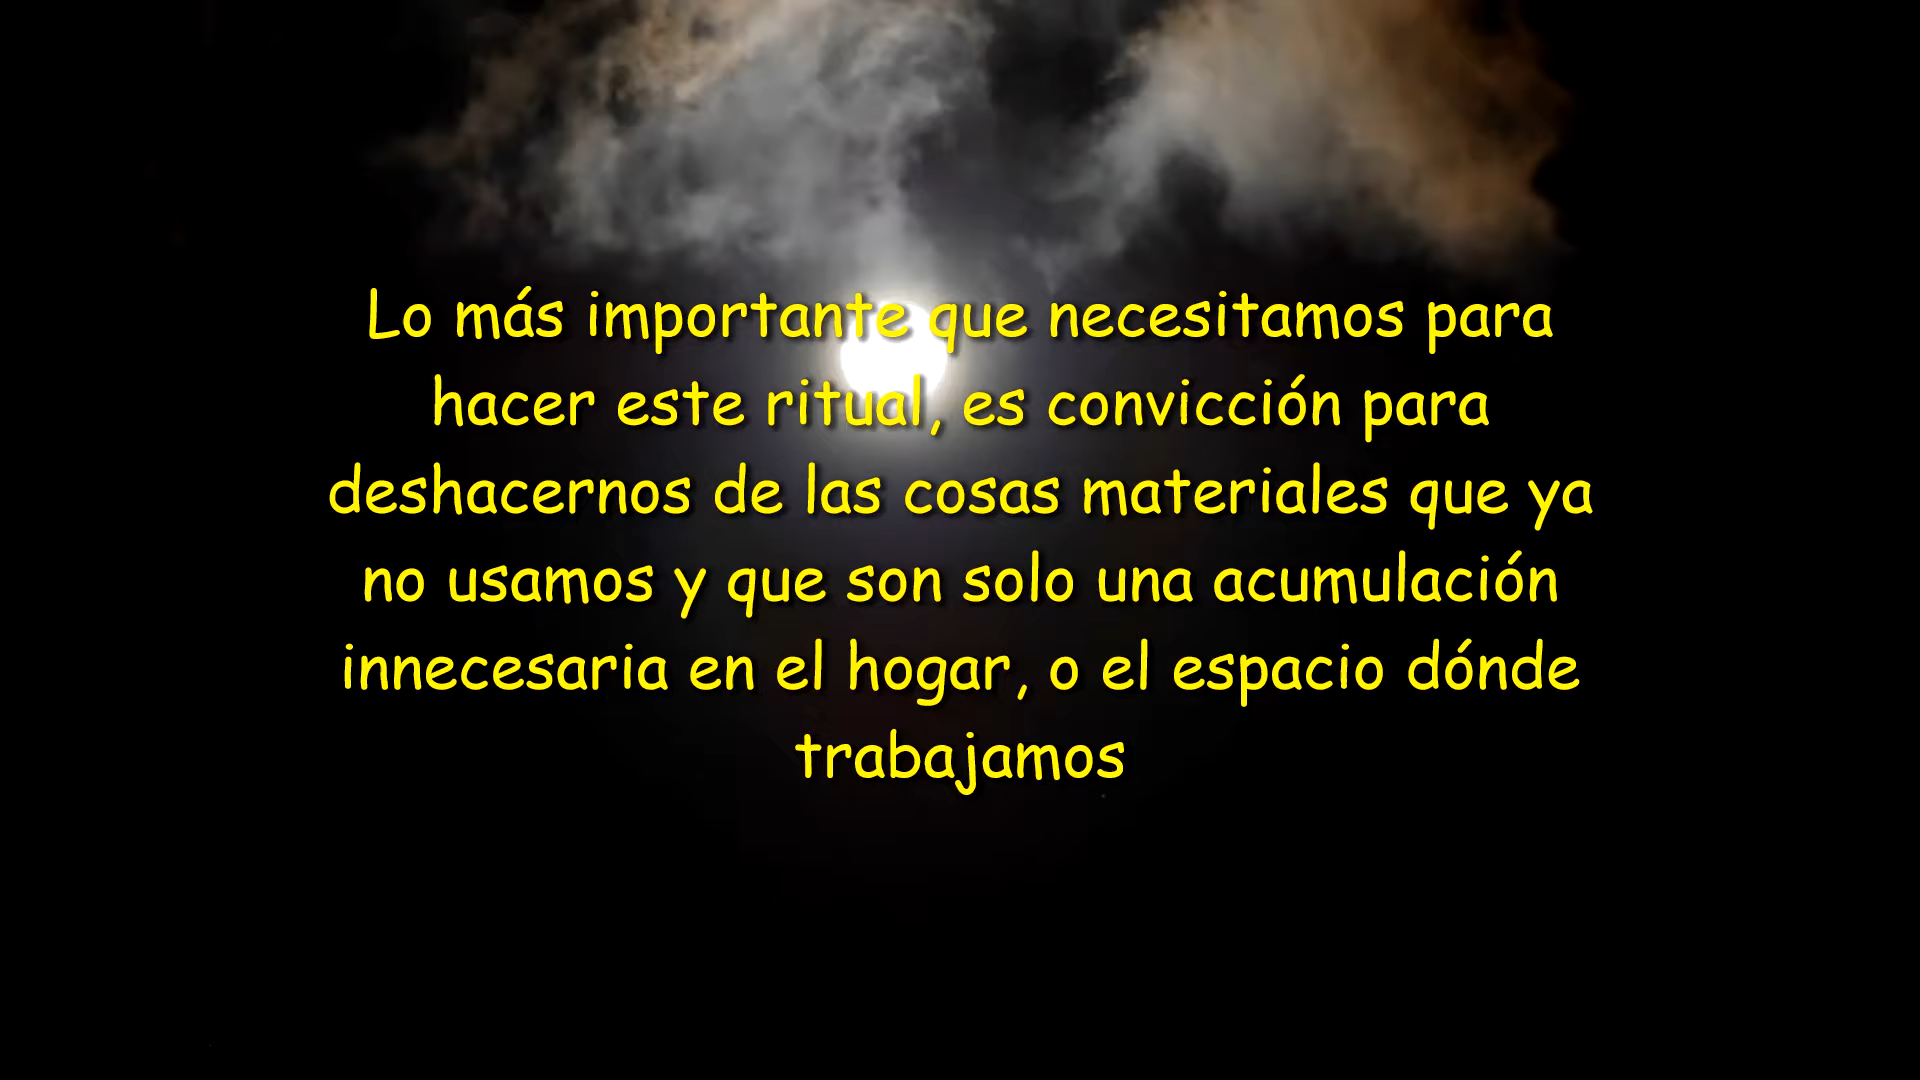 Lo más importante que necesitamos para
hacer este ritual, es convicción para
deshacernos de las cosas materiales que ya
no usamos y que son solo una acumulación
innecesaria en el hogar, o el espacio dónde
trabajamos